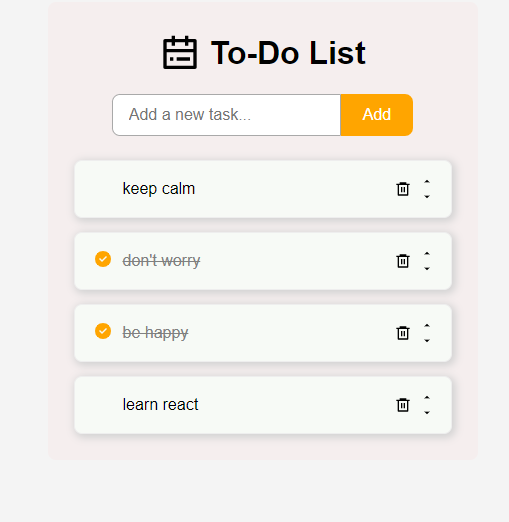 To-Do List
Add a new task...
Add
keep calm
don't worry
be happy
learn react